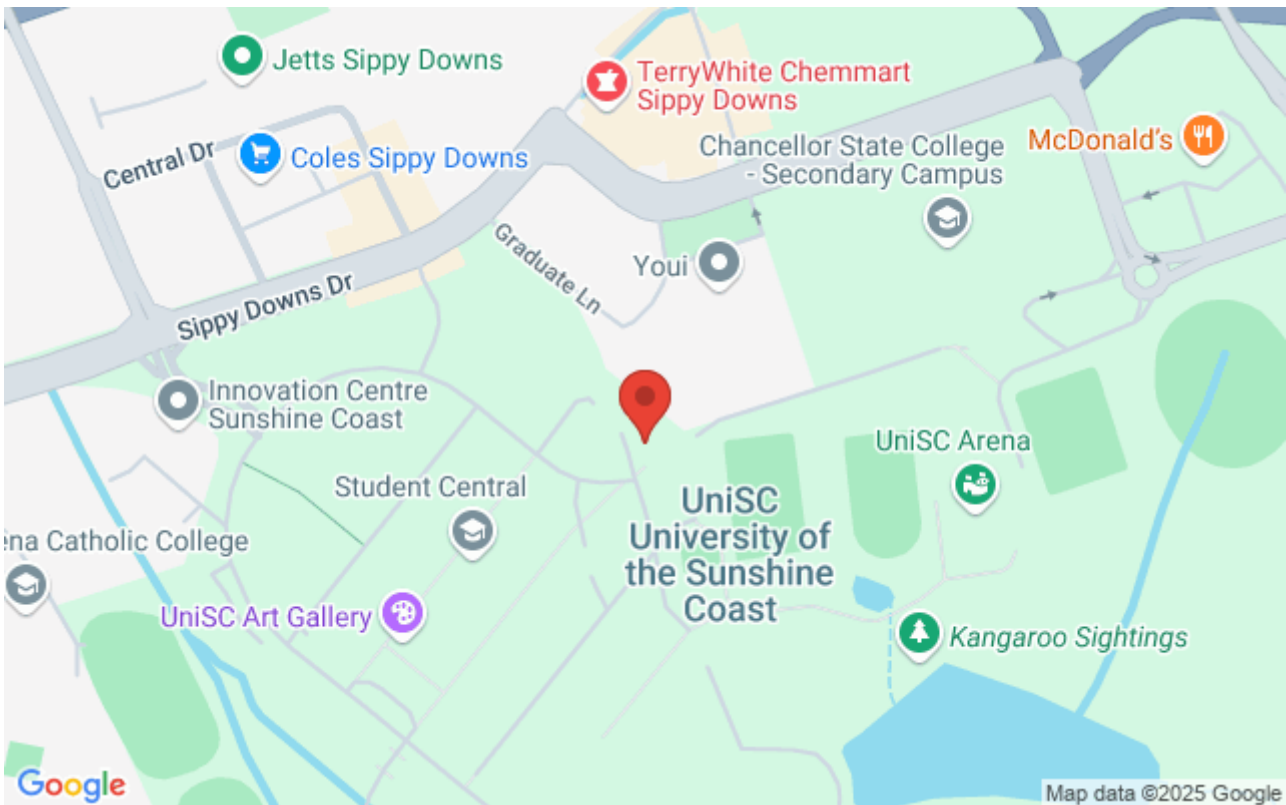 Jetts Sippy Downs
TerryWhite Chemmart
Sippy Downs
Central Dr
Coles Sippy Downs
Chancellor State College
- Secondary Campus
McDonald's
Graduate Ln
Youi
Sippy Downs Dr
Innovation Centre
Sunshine Coast
UniSC Arena
Student Central
UniSC
University of
the Sunshine
Coast
ena Catholic College
UniSC Art Gallery
Kangaroo Sightings
Google
Map data ©2025 Google